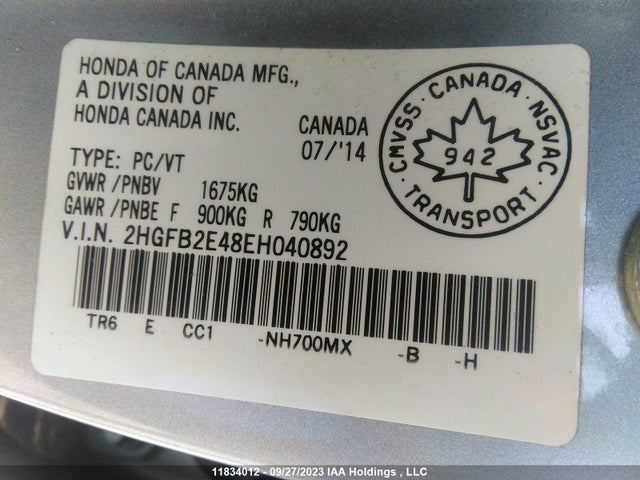 HONDA OF CANADA MFG.,
A DIVISION OF
HONDA CANADA INC.
CANADA
07/'14
TYPE: PC/VT
GVWR/PNBV 1675KG
GAWR/PNBE F 900KG R 790KG
V.I.N. 2HGFB2E48EH040892
TR6 E CC1 -NH700MX -B -H
CMVSS · CANADA · NSVAC
942
· TRANSPORT ·
11834012 - 09/27/2023 IAA Holdings , LLC